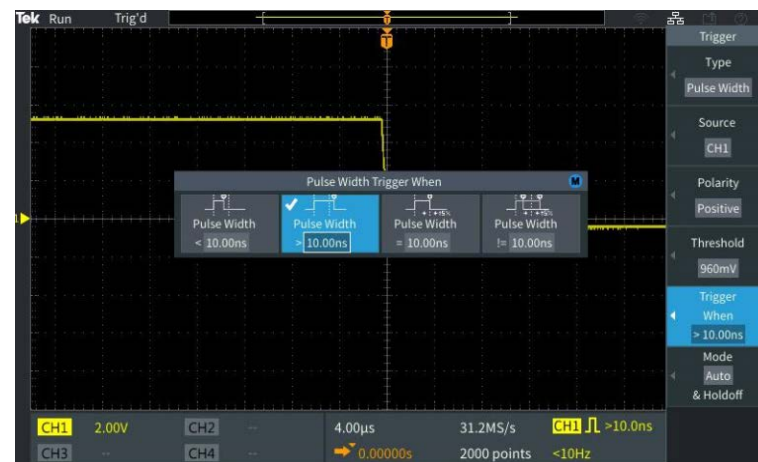 Tek Run Trig'd
T
T
Trigger
Type
Pulse Width
Source
CH1
Polarity
Positive
Threshold
960mV
Trigger
When
> 10.00ns
Mode
Auto
& Holdoff
Pulse Width Trigger When M
Pulse Width
< 10.00ns
Pulse Width
> 10.00ns
+ : +5%
Pulse Width
= 10.00ns
Pulse Width
!= 10.00ns
1
CH1 2.00V CH2 -- 4.00μs 31.2MS/s CH1 >10.0ns
CH3 -- CH4 -- 0.00000s 2000 points <10Hz